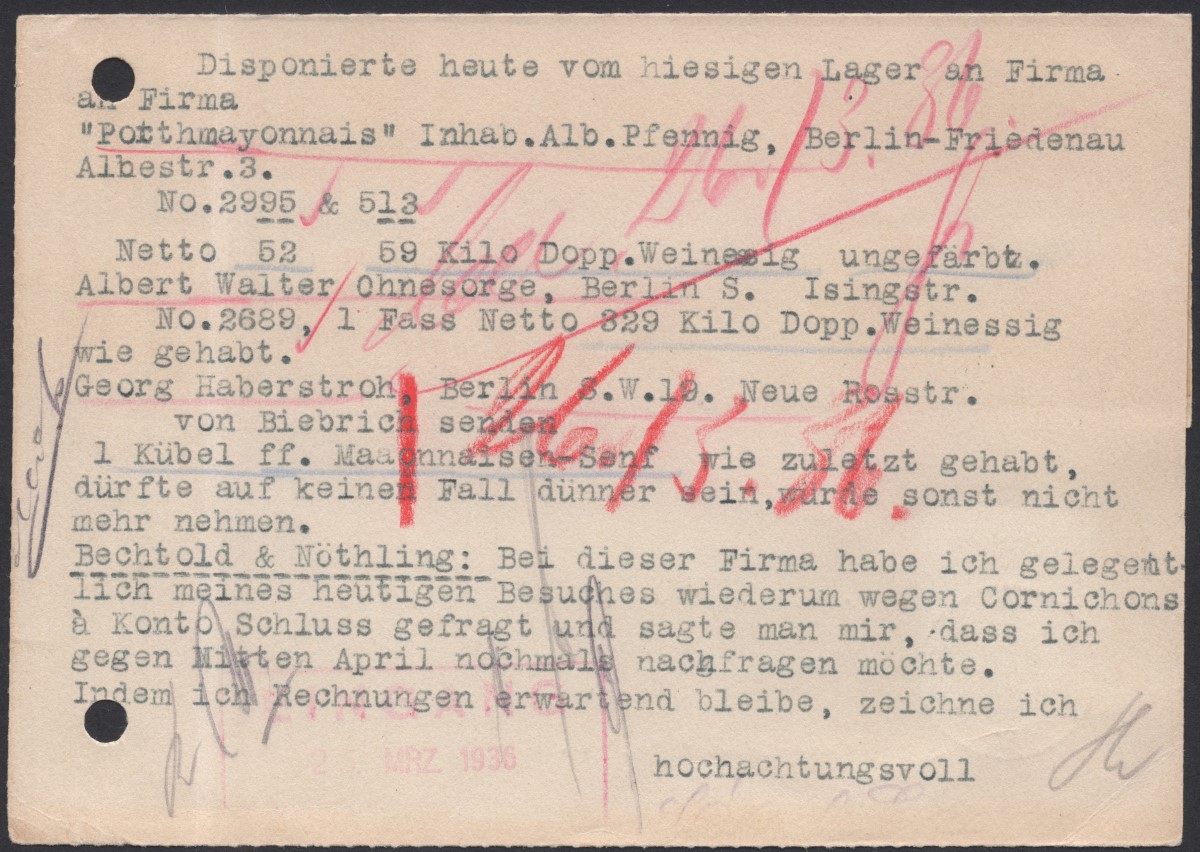 Disponierte heute vom hiesigen Lager an Firma
an Firma
"Potthmayonnais" Inhab.Alb.Pfennig, Berlin-Friedenau
Albestr.3.
No.2995 & 513
Netto 52 59 Kilo Dopp.Weinessig ungefärbt.
Albert Walter Ohnesorge, Berlin S. Isingstr.
No.2689, 1 Fass Netto 329 Kilo Dopp.Weinessig
wie gehabt.
Georg Haberstroh, Berlin S.W.19. Neue Rosstr.
von Biebrich senden
1 Kübel ff. Maaonnaisen-Senf wie zuletzt gehabt,
dürfte auf keinen Fall dünner sein,wurde sonst nicht
mehr nehmen.
Bechtold & Nöthling: Bei dieser Firma habe ich gelegent-
lich meines heutigen Besuches wiederum wegen Cornichons
à Konto Schluss gefragt und sagte man mir, dass ich
gegen Mitten April nochmals nachfragen möchte.
Indem ich Rechnungen erwartend bleibe, zeichne ich
EINGANG
MRZ. 1936
hochachtungsvoll